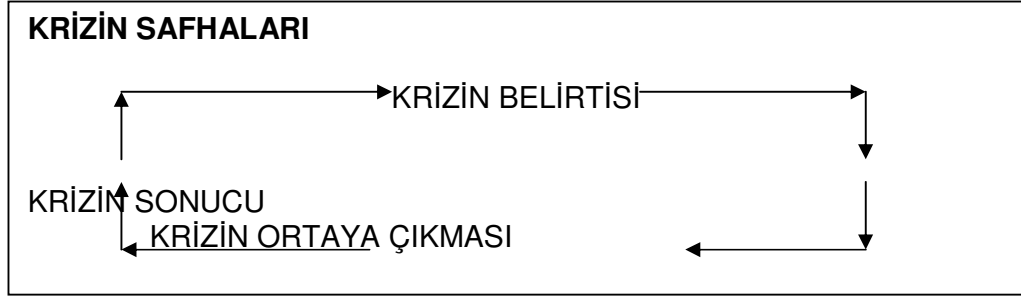 KRİZİN SAFHALARI
KRİZİN BELİRTİSİ
KRİZİN SONUCU
KRİZİN ORTAYA ÇIKMASI